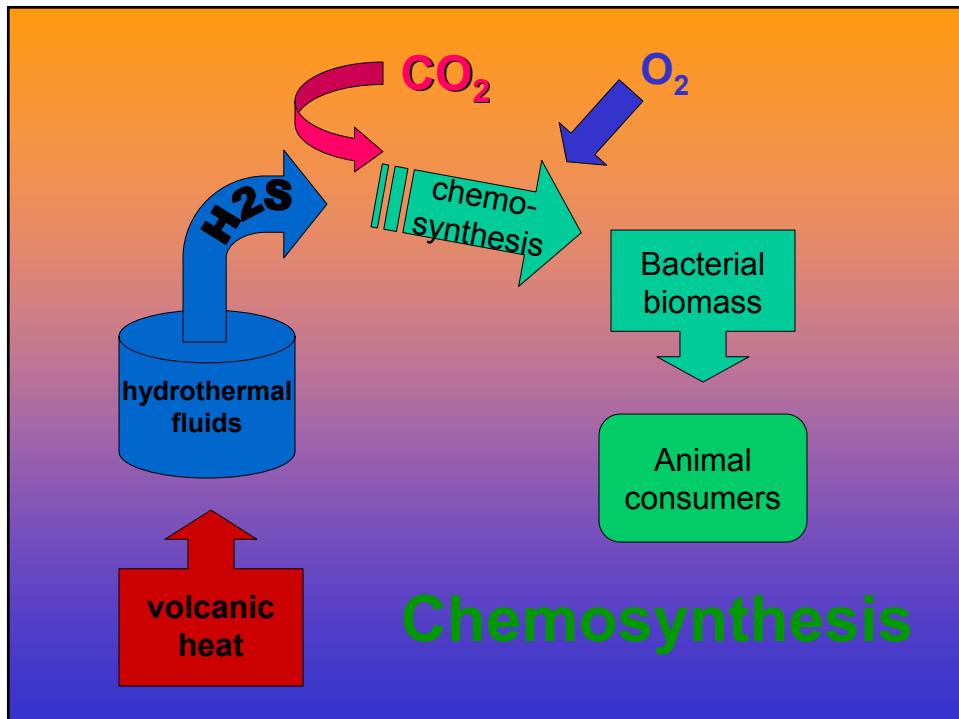 CO₂
O₂
H2S
chemo-
synthesis
Bacterial
biomass
hydrothermal
fluids
Animal
consumers
volcanic
heat
Chemosynthesis